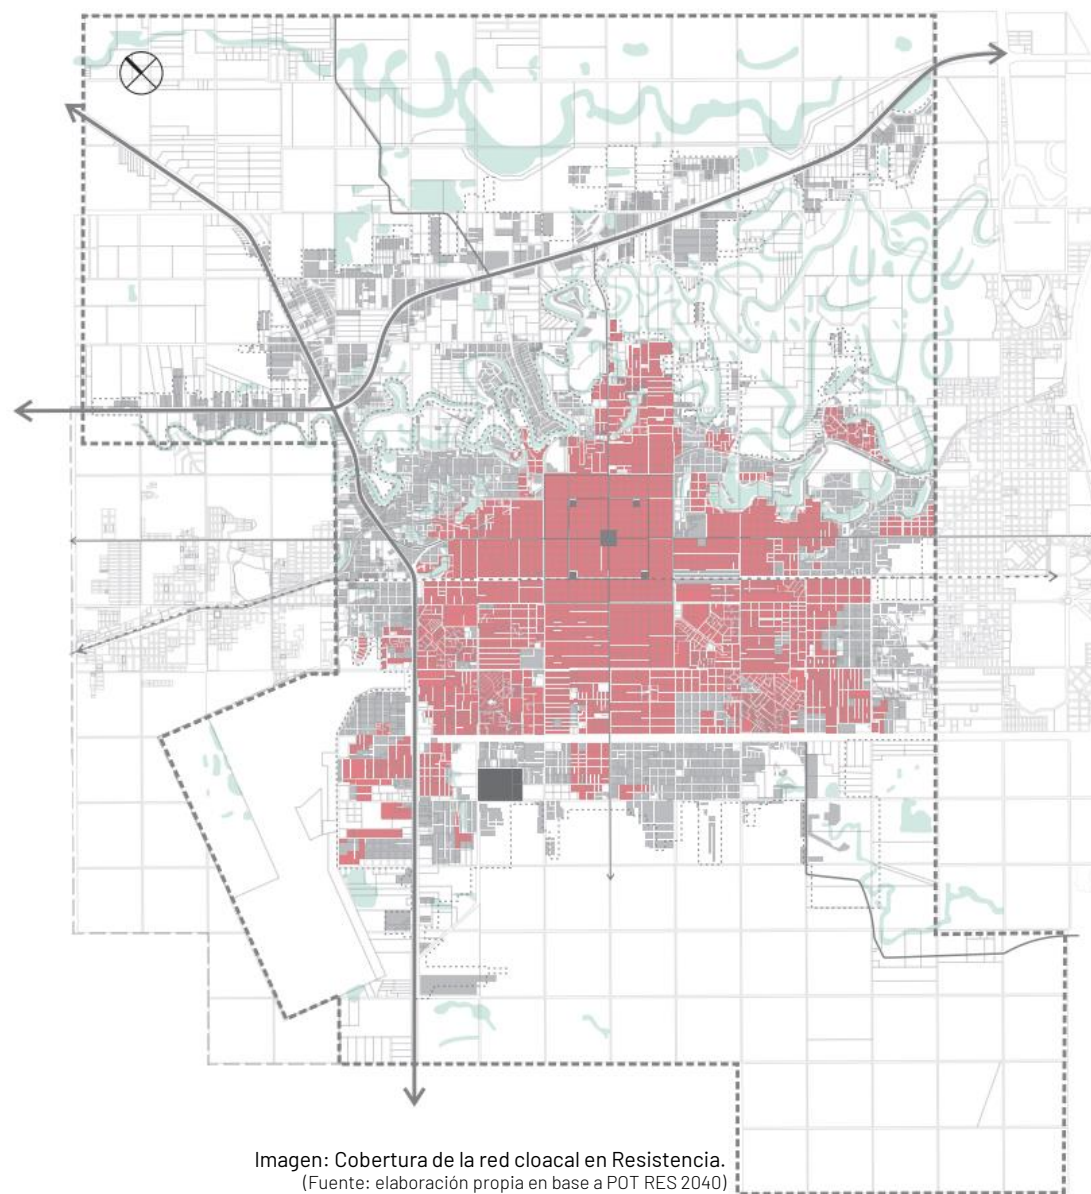 Imagen: Cobertura de la red cloacal en Resistencia.
(Fuente: elaboración propia en base a POT RES 2040)